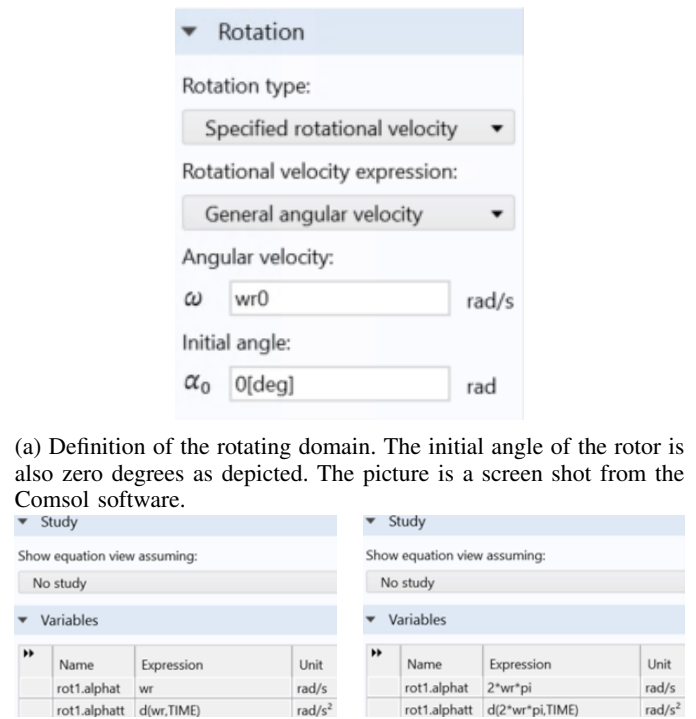 Rotation
Rotation type:
Specified rotational velocity
Rotational velocity expression:
General angular velocity
Angular velocity:
ω wr0 rad/s
Initial angle:
α₀ 0[deg] rad
(a) Definition of the rotating domain. The initial angle of the rotor is
also zero degrees as depicted. The picture is a screen shot from the
Comsol software.
Study
Show equation view assuming:
No study
Variables
Name Expression Unit
rot1.alphat wr rad/s
rot1.alphatt d(wr,TIME) rad/s²
Study
Show equation view assuming:
No study
Variables
Name Expression Unit
rot1.alphat 2*wr*pi rad/s
rot1.alphatt d(2*wr*pi,TIME) rad/s²